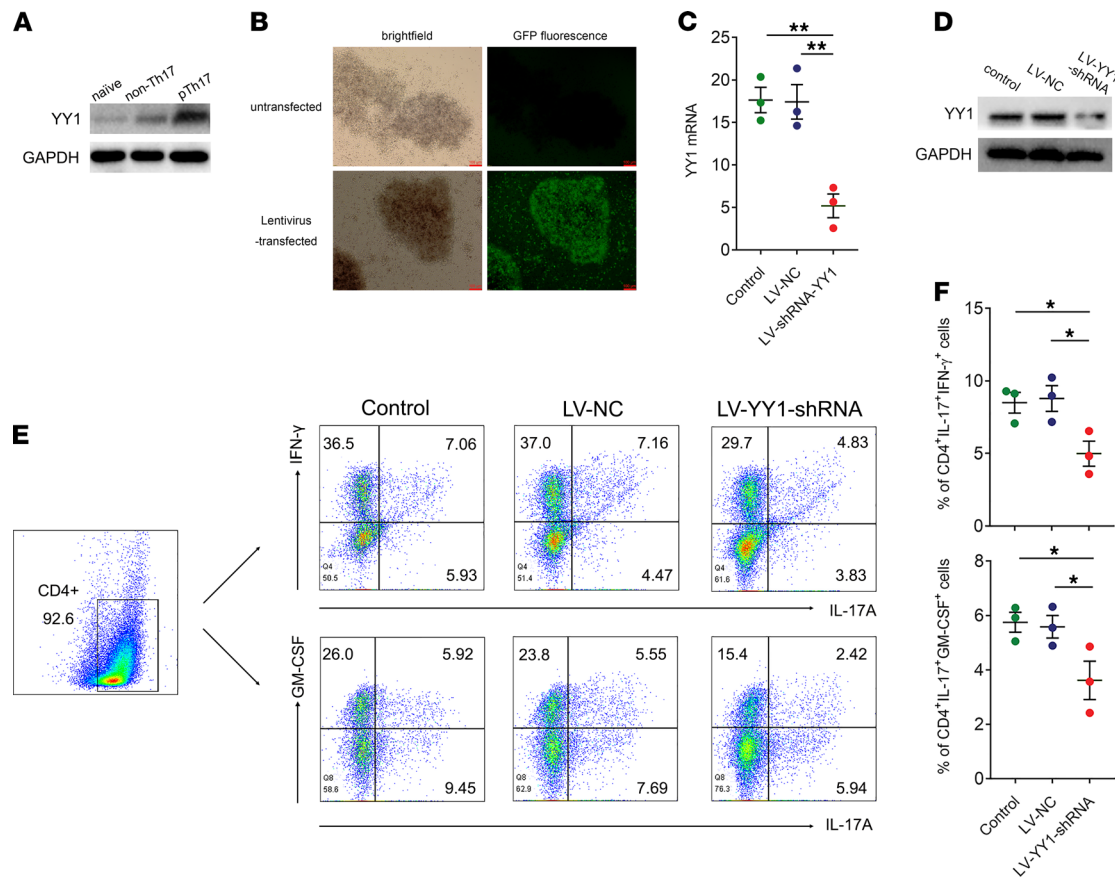 A
naïve
non-Th17
pTh17
YY1
GAPDH
B
brightfield
GFP fluorescence
untransfected
Lentivirus
-transfected
C
25
20
15
10
5
0
YY1 mRNA
**
**
Control
LV-NC
LV-shRNA-YY1
D
control
LV-NC
LV-YY1
-shRNA
YY1
GAPDH
E
CD4+
92.6
Control
LV-NC
LV-YY1-shRNA
IFN-γ
36.5
7.06
Q4
50.5
5.93
37.0
7.16
Q4
51.4
4.47
29.7
4.83
Q4
61.6
3.83
IL-17A
GM-CSF
26.0
5.92
Q8
58.6
9.45
23.8
5.55
Q8
62.9
7.69
15.4
2.42
Q8
76.3
5.94
IL-17A
F
% of CD4+IL-17+IFN-γ+ cells
15
10
5
0
*
*
% of CD4+IL-17+GM-CSF+ cells
8
6
4
2
0
*
*
Control
LV-NC
LV-YY1-shRNA